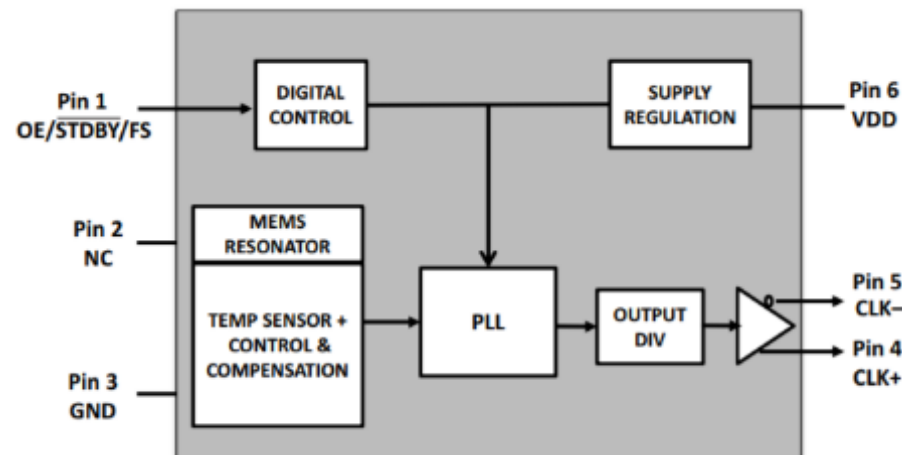 Pin 1
OE/STDBY/FS
DIGITAL
CONTROL
SUPPLY
REGULATION
Pin 6
VDD
Pin 2
NC
MEMS
RESONATOR
TEMP SENSOR +
CONTROL &
COMPENSATION
Pin 3
GND
PLL
OUTPUT
DIV
Pin 5
CLK–
Pin 4
CLK+